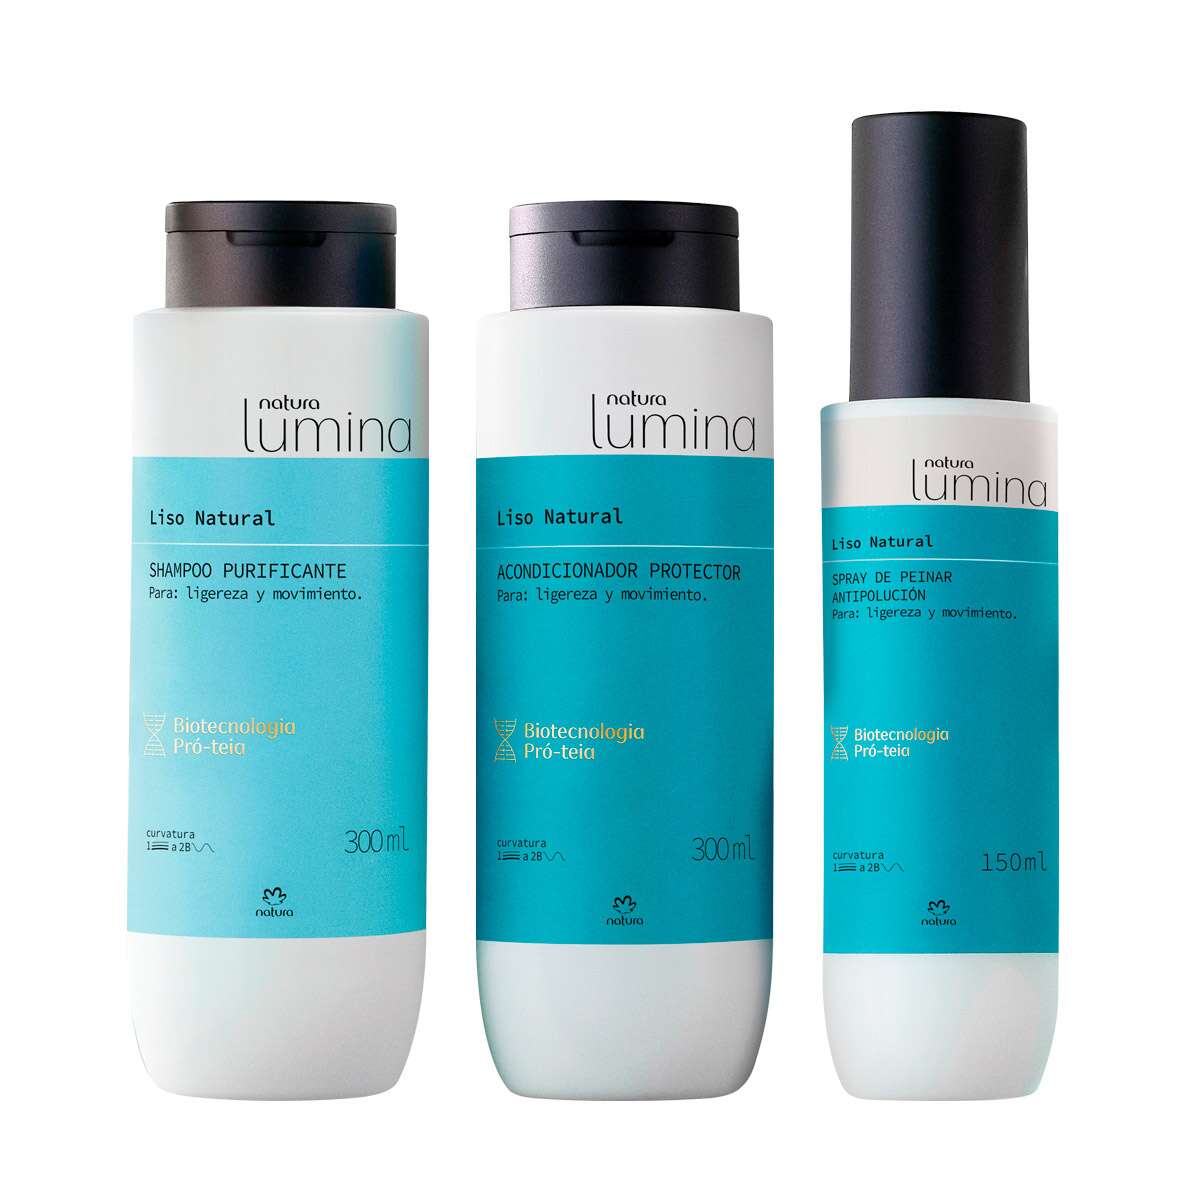 natura
lumina
Liso Natural
SHAMPOO PURIFICANTE
Para: ligereza y movimiento.
Biotecnologia
Pró-teia
curvatura
1 a 2B
300ml
natura
natura
lumina
Liso Natural
ACONDICIONADOR PROTECTOR
Para: ligereza y movimiento.
Biotecnologia
Pró-teia
curvatura
1 a 2B
300ml
natura
natura
lumina
Liso Natural
SPRAY DE PEINAR
ANTIPOLUCIÓN
Para: ligereza y movimiento.
Biotecnologia
Pró-teia
curvatura
1 a 2B
150ml
natura